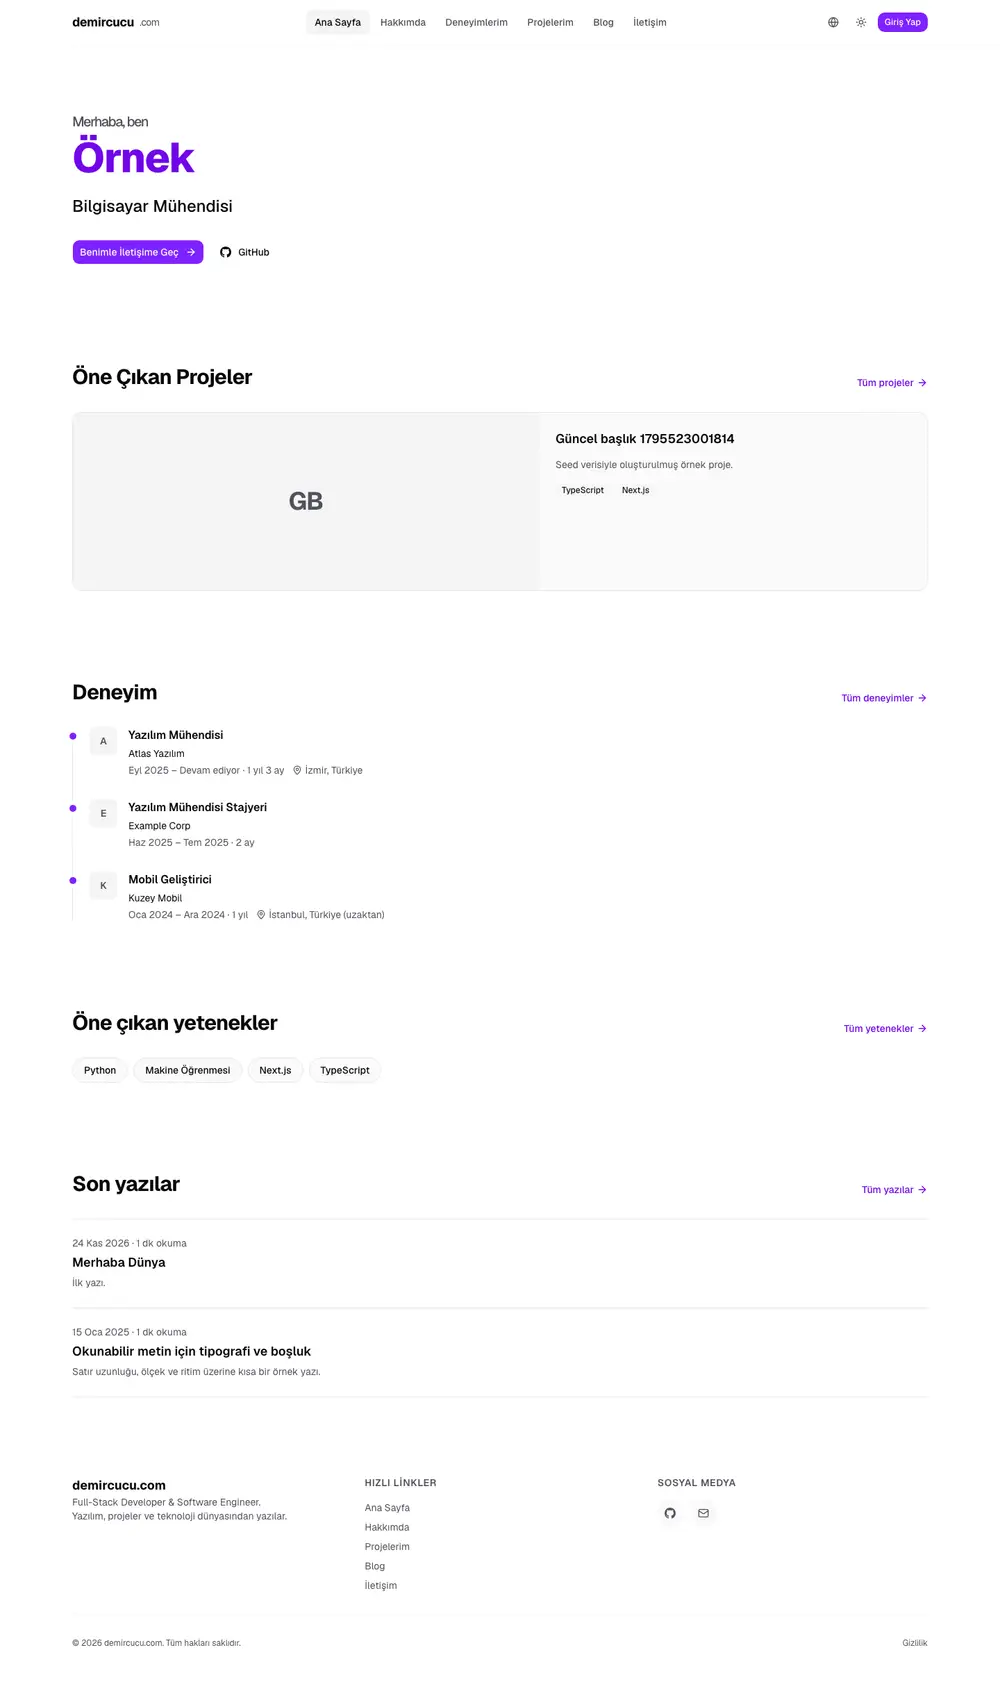 demircucu .com
Ana Sayfa
Hakkımda
Deneyimlerim
Projelerim
Blog
İletişim
Giriş Yap
Merhaba, ben
Örnek
Bilgisayar Mühendisi
Benimle İletişime Geç
GitHub
Öne Çıkan Projeler
Tüm projeler
GB
Güncel başlık 1795523001814
Seed verisiyle oluşturulmuş örnek proje.
TypeScript
Next.js
Deneyim
Tüm deneyimler
A
Yazılım Mühendisi
Atlas Yazılım
Eyl 2025 – Devam ediyor · 1 yıl 3 ay
İzmir, Türkiye
E
Yazılım Mühendisi Stajyeri
Example Corp
Haz 2025 – Tem 2025 · 2 ay
K
Mobil Geliştirici
Kuzey Mobil
Oca 2024 – Ara 2024 · 1 yıl
İstanbul, Türkiye (uzaktan)
Öne çıkan yetenekler
Tüm yetenekler
Python
Makine Öğrenmesi
Next.js
TypeScript
Son yazılar
Tüm yazılar
24 Kas 2026 · 1 dk okuma
Merhaba Dünya
İlk yazı.
15 Oca 2025 · 1 dk okuma
Okunabilir metin için tipografi ve boşluk
Satır uzunluğu, ölçek ve ritim üzerine kısa bir örnek yazı.
demircucu.com
Full-Stack Developer & Software Engineer.
Yazılım, projeler ve teknoloji dünyasından yazılar.
HIZLI LİNKLER
Ana Sayfa
Hakkımda
Projelerim
Blog
İletişim
SOSYAL MEDYA
© 2026 demircucu.com. Tüm hakları saklıdır.
Gizlilik